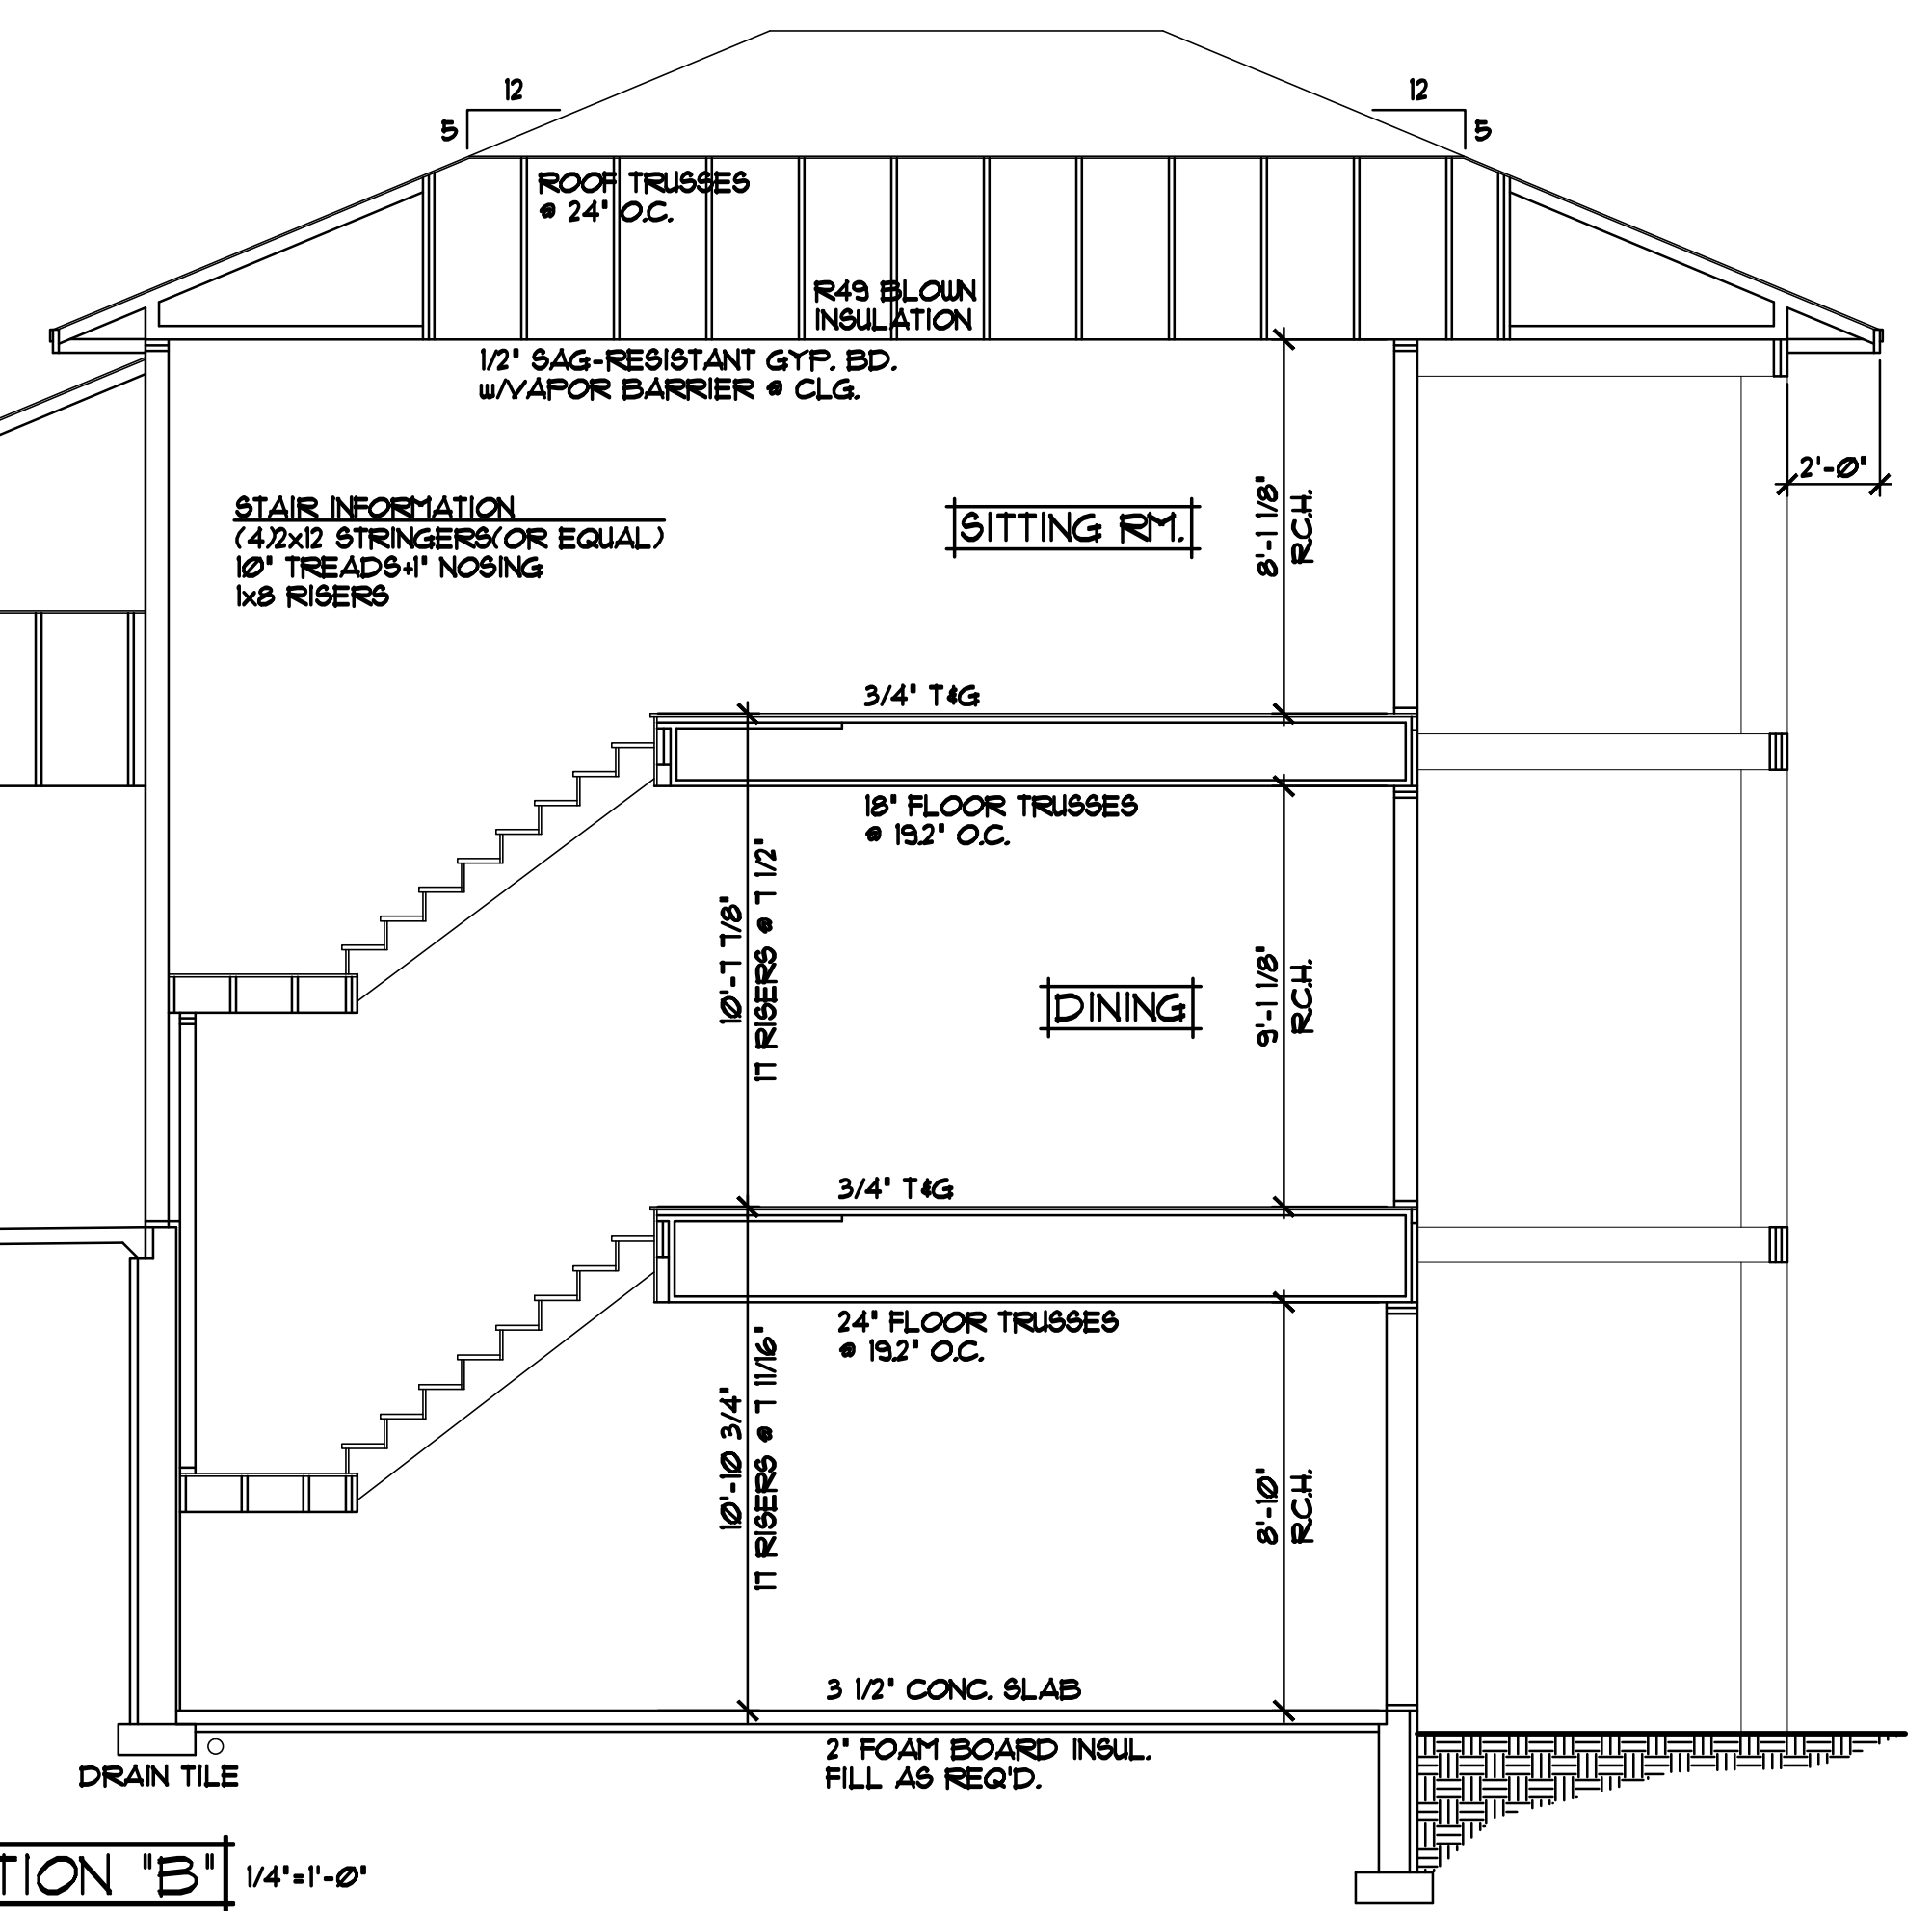 12
5
12
5
ROOF TRUSSES
@ 24" O.C.
R49 BLOWN
INSULATION
1/2" SAG-RESISTANT GYP. BD.
w/VAPOR BARRIER @ CLG.
2'-0"
STAIR INFORMATION
(4)2x12 STRINGERS(OR EQUAL)
10" TREADS+1" NOSING
1x8 RISERS
SITTING RM.
8'-1 1/8"
R.C.H.
3/4" T&G
18" FLOOR TRUSSES
@ 19.2" O.C.
10'-7 7/8"
17 RISERS @ 7 1/2"
DINING
9'-1 1/8"
R.C.H.
3/4" T&G
24" FLOOR TRUSSES
@ 19.2" O.C.
10'-10 3/4"
17 RISERS @ 7 11/16"
8'-10"
R.C.H.
3 1/2" CONC. SLAB
2" FOAM BOARD INSUL.
FILL AS REQ'D.
DRAIN TILE
TION "B"
1/4"=1'-0"